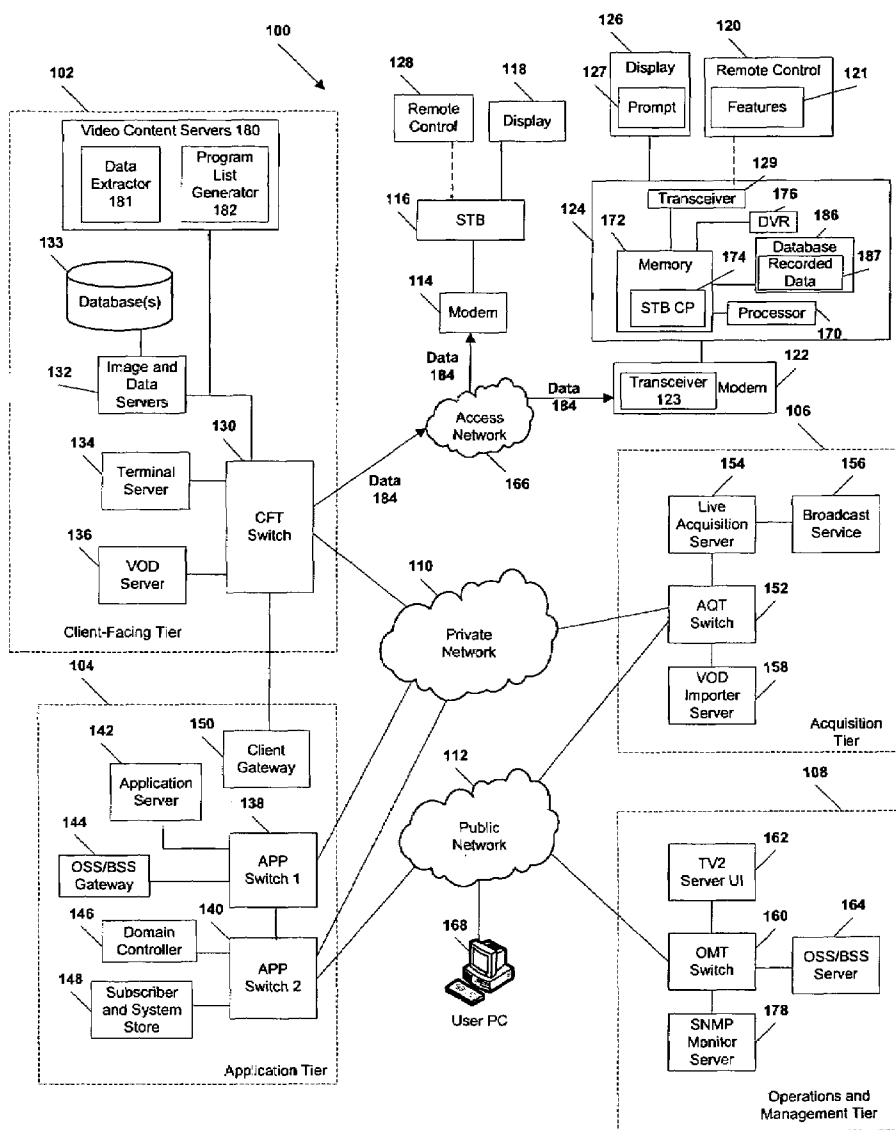 100
102
Video Content Servers 180
Data
Extractor
181
Program
List
Generator
182
133
Database(s)
132
Image and
Data
Servers
130
134
Terminal
Server
CFT
Switch
136
VOD
Server
Client-Facing Tier
128
Remote
Control
118
Display
116
STB
114
Modem
Data
184
Data
184
Data
184
Access
Network
166
126
Display
127
Prompt
120
Remote Control
Features
121
129
Transceiver
124
172
176
DVR
186
Database
Recorded
Data
187
Memory
174
STB CP
Processor
170
Transceiver
123
Modem
122
106
154
Live
Acquisition
Server
156
Broadcast
Service
152
AQT
Switch
158
VOD
Importer
Server
Acquisition
Tier
110
Private
Network
112
Public
Network
168
User PC
104
142
Application
Server
150
Client
Gateway
138
144
OSS/BSS
Gateway
APP
Switch 1
146
Domain
Controller
140
APP
Switch 2
148
Subscriber
and System
Store
Application Tier
108
162
TV2
Server UI
160
OMT
Switch
164
OSS/BSS
Server
SNMP
Monitor
Server
178
Operations and
Management Tier